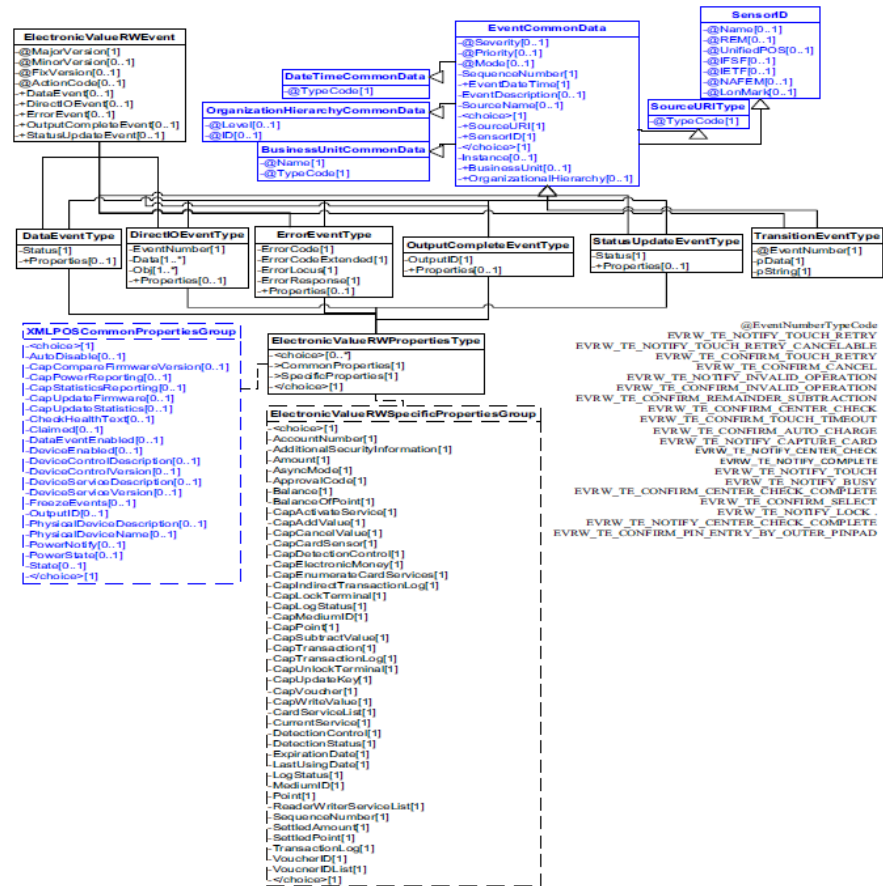 ElectronicValueRWEvent
-@MajorVersion[1]
-@MinorVersion[0..1]
-@FixVersion[0..1]
-@ActionCode[0..1]
-+DataEvent[0..1]
-+DirectIOEvent[0..1]
-+ErrorEvent[0..1]
-+OutputCompleteEvent[0..1]
-+StatusUpdateEvent[0..1]
EventCommonData
-@Severity[0..1]
-@Priority[0..1]
-@Mode[0..1]
-SequenceNumber[1]
-+EventDateTime[1]
-EventDescription[0..1]
-SourceName[0..1]
-<choice>[1]
-+SourceURI[1]
-+SensorID[1]
-</choice>[1]
-Instance[0..1]
-+BusinessUnit[0..1]
-+OrganizationalHierarchy[0..1]
SensorID
-@Name[0..1]
-@REM[0..1]
-@UnifiedPOS[0..1]
-@IFSF[0..1]
-@IETF[0..1]
-@NAFEM[0..1]
-@LonMark[0..1]
DateTimeCommonData
-@TypeCode[1]
OrganizationHierarchyCommonData
-@Level[0..1]
-@ID[0..1]
BusinessUnitCommonData
-@Name[1]
-@TypeCode[1]
SourceURIType
-@TypeCode[1]
DataEventType
-Status[1]
-+Properties[0..1]
DirectIOEventType
-EventNumber[1]
-Data[1..*]
-Obj[1..*]
-+Properties[0..1]
ErrorEventType
-ErrorCode[1]
-ErrorCodeExtended[1]
-ErrorLocus[1]
-ErrorResponse[1]
-+Properties[0..1]
OutputCompleteEventType
-OutputID[1]
-+Properties[0..1]
StatusUpdateEventType
-Status[1]
-+Properties[0..1]
TransitionEventType
-@EventNumber[1]
-pData[1]
-pString[1]
XMLPOSCommonPropertiesGroup
-<choice>[1]
-AutoDisable[0..1]
-CapCompareFirmwareVersion[0..1]
-CapPowerReporting[0..1]
-CapStatisticsReporting[0..1]
-CapUpdateFirmware[0..1]
-CapUpdateStatistics[0..1]
-CheckHealthText[0..1]
-Claimed[0..1]
-DataEventEnabled[0..1]
-DeviceEnabled[0..1]
-DeviceControlDescription[0..1]
-DeviceControlVersion[0..1]
-DeviceServiceDescription[0..1]
-DeviceServiceVersion[0..1]
-FreezeEvents[0..1]
-OutputID[0..1]
-PhysicalDeviceDescription[0..1]
-PhysicalDeviceName[0..1]
-PowerNotify[0..1]
-PowerState[0..1]
-State[0..1]
-</choice>[1]
ElectronicValueRWPropertiesType
-<choice>[0..*]
->CommonProperties[1]
->SpecificProperties[1]
-</choice>[1]
ElectronicValueRWSpecificPropertiesGroup
-<choice>[1]
-AccountNumber[1]
-AdditionalSecurityInformation[1]
-Amount[1]
-AsyncMode[1]
-ApprovalCode[1]
-Balance[1]
-BalanceOfPoint[1]
-CapActivateService[1]
-CapAddValue[1]
-CapCancelValue[1]
-CapCardSensor[1]
-CapDetectionControl[1]
-CapElectronicMoney[1]
-CapEnumerateCardServices[1]
-CapIndirectTransactionLog[1]
-CapLockTerminal[1]
-CapLogStatus[1]
-CapMediumID[1]
-CapPoint[1]
-CapSubtractValue[1]
-CapTransaction[1]
-CapTransactionLog[1]
-CapUnlockTerminal[1]
-CapUpdateKey[1]
-CapVoucher[1]
-CapWriteValue[1]
-CardServiceList[1]
-CurrentService[1]
-DetectionControl[1]
-DetectionStatus[1]
-ExpirationDate[1]
-LastUsingDate[1]
-LogStatus[1]
-MediumID[1]
-Point[1]
-ReaderWriterServiceList[1]
-SequenceNumber[1]
-SettledAmount[1]
-SettledPoint[1]
-TransactionLog[1]
-VoucherID[1]
-VoucnerIDList[1]
-</choice>[1]
@EventNumberTypeCode
EVRW_TE_NOTIFY_TOUCH_RETRY
EVRW_TE_NOTIFY_TOUCH_RETRY_CANCELABLE
EVRW_TE_CONFIRM_TOUCH_RETRY
EVRW_TE_CONFIRM_CANCEL
EVRW_TE_NOTIFY_INVALID_OPERATION
EVRW_TE_CONFIRM_INVALID_OPERATION
EVRW_TE_CONFIRM_REMAINDER_SUBTRACTION
EVRW_TE_CONFIRM_CENTER_CHECK
EVRW_TE_CONFIRM_TOUCH_TIMEOUT
EVRW_TE_CONFIRM_AUTO_CHARGE
EVRW_TE_NOTIFY_CAPTURE_CARD
EVRW_TE_NOTIFY_CENTER_CHECK
EVRW_TE_NOTIFY_COMPLETE
EVRW_TE_NOTIFY_TOUCH
EVRW_TE_NOTIFY_BUSY
EVRW_TE_CONFIRM_CENTER_CHECK_COMPLETE
EVRW_TE_CONFIRM_SELECT
EVRW_TE_NOTIFY_LOCK .
EVRW_TE_NOTIFY_CENTER_CHECK_COMPLETE
EVRW_TE_CONFIRM_PIN_ENTRY_BY_OUTER_PINPAD